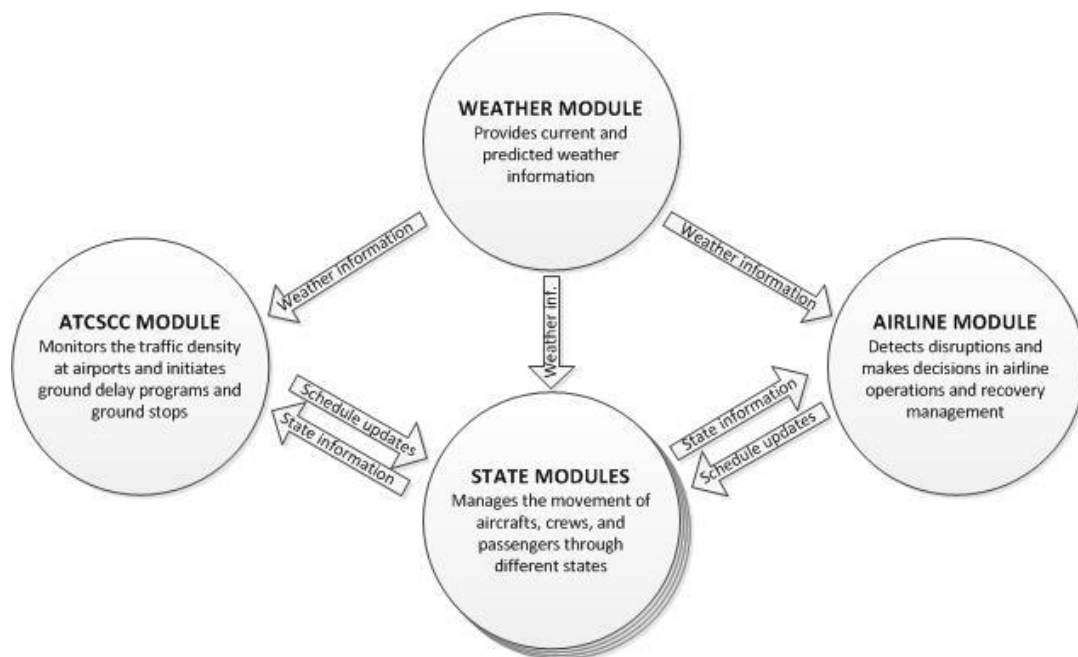 WEATHER MODULE
Provides current and
predicted weather
information
Weather information
Weather inf.
Weather information
ATCSCC MODULE
Monitors the traffic density
at airports and initiates
ground delay programs and
ground stops
Schedule updates
State information
AIRLINE MODULE
Detects disruptions and
makes decisions in airline
operations and recovery
management
State information
Schedule updates
STATE MODULES
Manages the movement of
aircrafts, crews, and
passengers through
different states